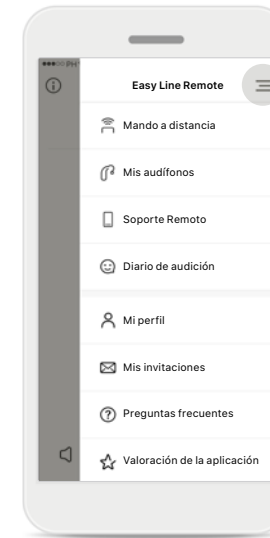 Easy Line Remote
Mando a distancia
Mis audífonos
Soporte Remoto
Diario de audición
Mi perfil
Mis invitaciones
Preguntas frecuentes
Valoración de la aplicación